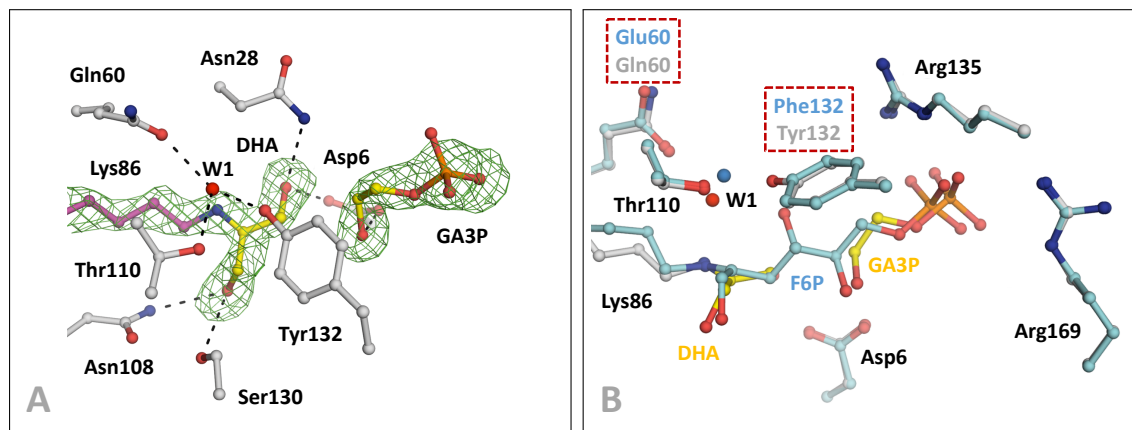 Asn28
Gln60
DHA
Asp6
Lys86
W1
GA3P
Thr110
Tyr132
Asn108
Ser130
A
Glu60
Gln60
Arg135
Phe132
Tyr132
Thr110
W1
GA3P
F6P
Lys86
Arg169
DHA
Asp6
B